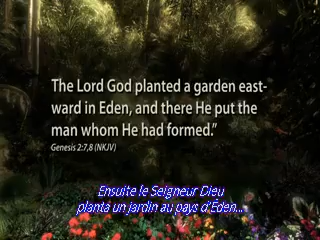 The Lord God planted a garden east-
ward in Eden, and there He put the
man whom He had formed.”
Genesis 2:7,8 (NKJV)
Ensuite le Seigneur Dieu
planta un jardin au pays d'Éden...